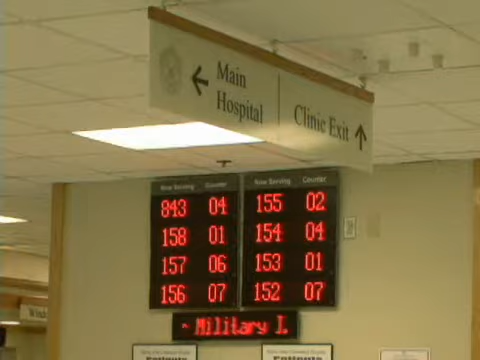 ← Main
Hospital
Clinic Exit ↑
Now Serving Counter
843 04
158 01
157 06
156 07
Now Serving Counter
155 02
154 04
153 01
152 07
~ Military I.